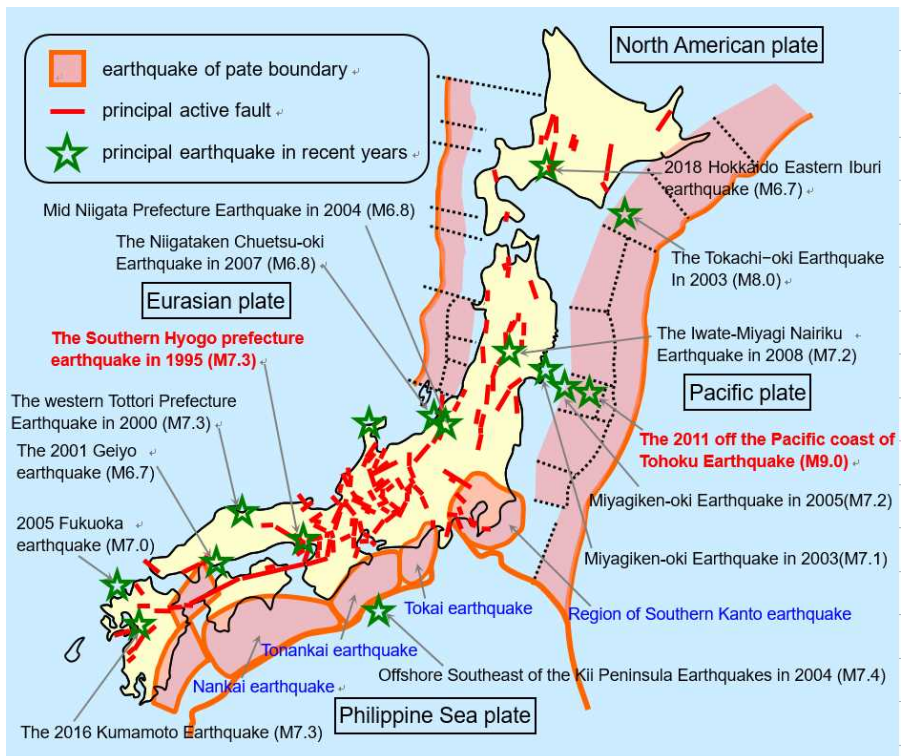 North American plate
earthquake of pate boundary
principal active fault
principal earthquake in recent years
2018 Hokkaido Eastern Iburi
earthquake (M6.7)
Mid Niigata Prefecture Earthquake in 2004 (M6.8)
The Niigataken Chuetsu-oki
Earthquake in 2007 (M6.8)
The Tokachi-oki Earthquake
In 2003 (M8.0)
Eurasian plate
The Southern Hyogo prefecture
earthquake in 1995 (M7.3)
The Iwate-Miyagi Nairiku
Earthquake in 2008 (M7.2)
Pacific plate
The western Tottori Prefecture
Earthquake in 2000 (M7.3)
The 2011 off the Pacific coast of
Tohoku Earthquake (M9.0)
The 2001 Geiyo
earthquake (M6.7)
Miyagiken-oki Earthquake in 2005(M7.2)
2005 Fukuoka
earthquake (M7.0)
Miyagiken-oki Earthquake in 2003(M7.1)
Tokai earthquake
Region of Southern Kanto earthquake
Tonankai earthquake
Nankai earthquake
Offshore Southeast of the Kii Peninsula Earthquakes in 2004 (M7.4)
Philippine Sea plate
The 2016 Kumamoto Earthquake (M7.3)